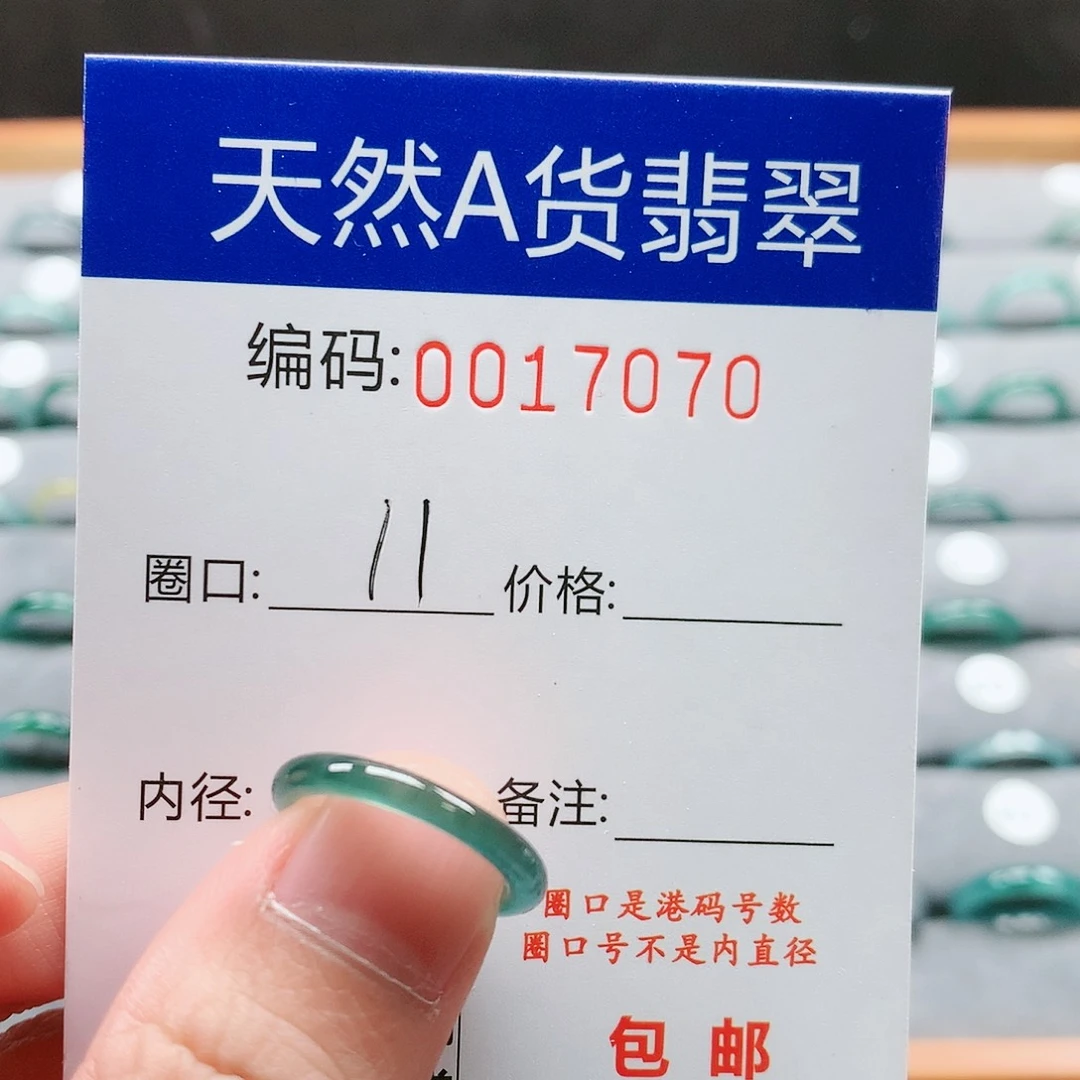 天然A货翡翠
编码:0017070
圈口: 11 价格:
内径: 备注:
圈口是港码号数
圈口号不是内直径
包邮